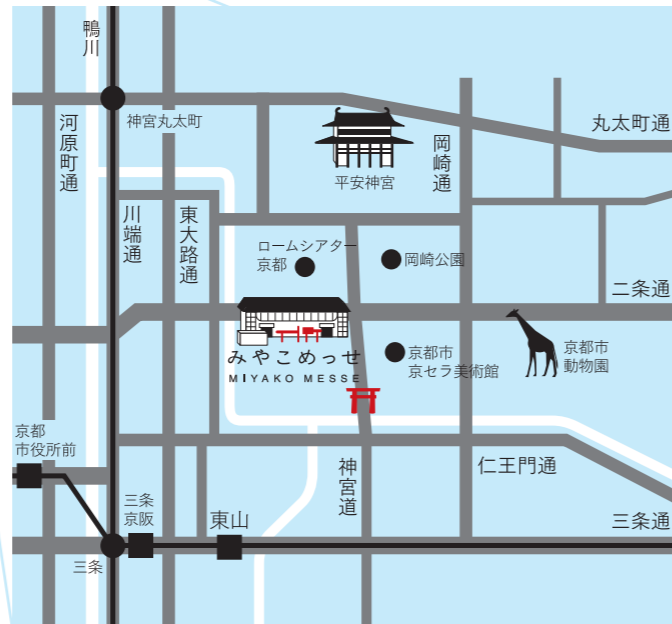 鴨川
神宮丸太町
河原町通
川端通
東大路通
平安神宮
岡崎通
丸太町通
ロームシアター
京都
岡崎公園
二条通
みやこめっせ
MIYAKO MESSE
京都市
京セラ美術館
京都市
動物園
京都
市役所前
三条
京阪
東山
神宮道
仁王門通
三条通
三条